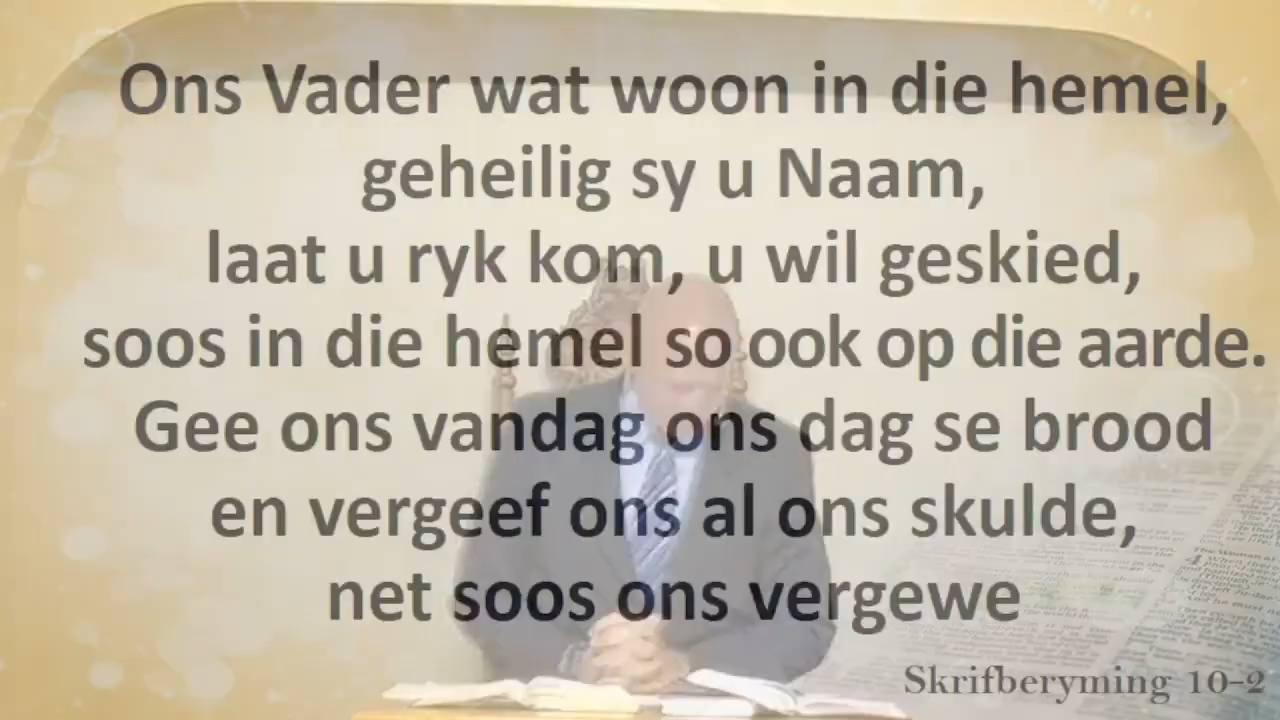 Ons Vader wat woon in die hemel,
geheilig sy u Naam,
laat u ryk kom, u wil geskied,
soos in die hemel so ook op die aarde.
Gee ons vandag ons dag se brood
en vergeef ons al ons skulde,
net soos ons vergewe
Skrifberyming 10-2